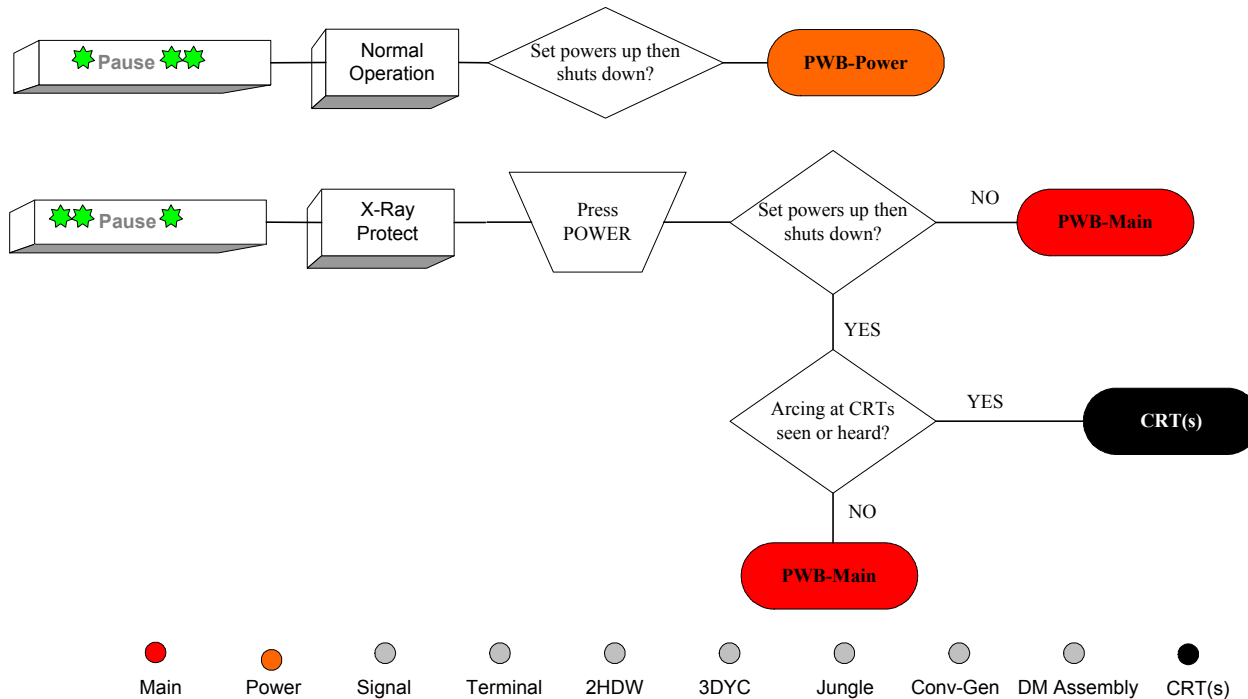 Pause
Normal
Operation
Set powers up then
shuts down?
PWB-Power
Pause
X-Ray
Protect
Press
POWER
Set powers up then
shuts down?
NO
PWB-Main
YES
Arcing at CRTs
seen or heard?
YES
CRT(s)
NO
PWB-Main
Main
Power
Signal
Terminal
2HDW
3DYC
Jungle
Conv-Gen
DM Assembly
CRT(s)